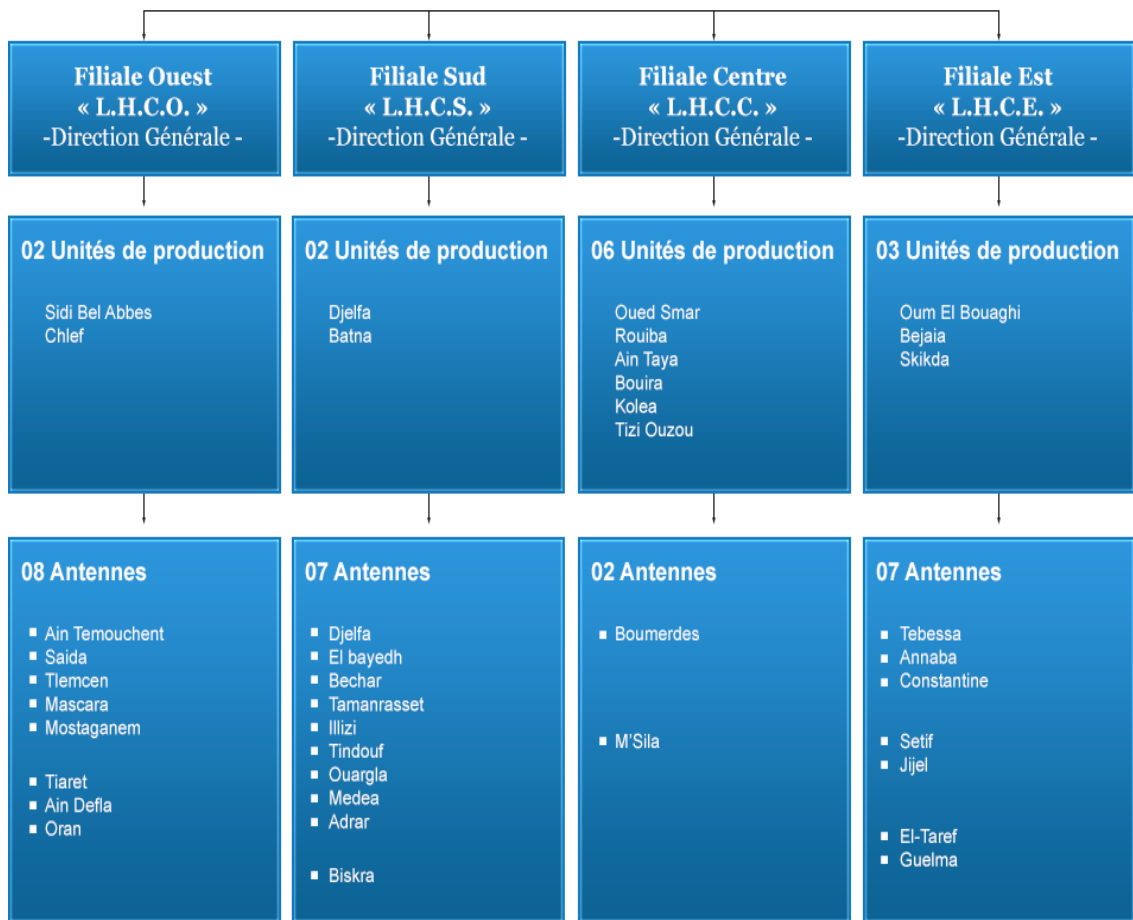 Filiale Ouest
« L.H.C.O. »
-Direction Générale -
Filiale Sud
« L.H.C.S. »
-Direction Générale -
Filiale Centre
« L.H.C.C. »
-Direction Générale -
Filiale Est
« L.H.C.E. »
-Direction Générale -
02 Unités de production
Sidi Bel Abbes
Chlef
02 Unités de production
Djelfa
Batna
06 Unités de production
Oued Smar
Rouiba
Ain Taya
Bouira
Kolea
Tizi Ouzou
03 Unités de production
Oum El Bouaghi
Bejaia
Skikda
08 Antennes
Ain Temouchent
Saida
Tlemcen
Mascara
Mostaganem
Tiaret
Ain Defla
Oran
07 Antennes
Djelfa
El bayedh
Bechar
Tamanrasset
Illizi
Tindouf
Ouargla
Medea
Adrar
Biskra
02 Antennes
Boumerdes
M'Sila
07 Antennes
Tebessa
Annaba
Constantine
Setif
Jijel
El-Taref
Guelma